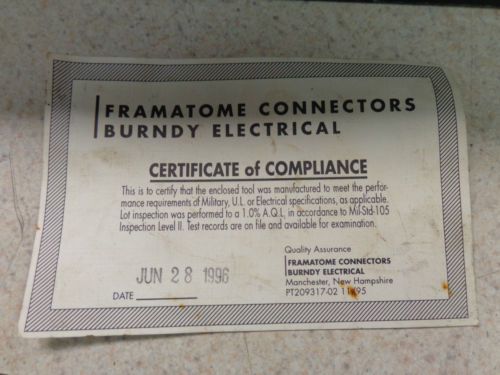 FRAMATOME CONNECTORS
BURNDY ELECTRICAL
CERTIFICATE of COMPLIANCE
This is to certify that the enclosed tool was manufactured to meet the perfor-
mance requirements of Military, U.L. or Electrical specifications, as applicable.
Lot inspection was performed to a 1.0% A.Q.L. in accordance to Mil-Std-105
Inspection Level II. Test records are on file and available for examination.
Quality Assurance
FRAMATOME CONNECTORS
BURNDY ELECTRICAL
Manchester, New Hampshire
PT209317-02
JUN 28 1996
DATE